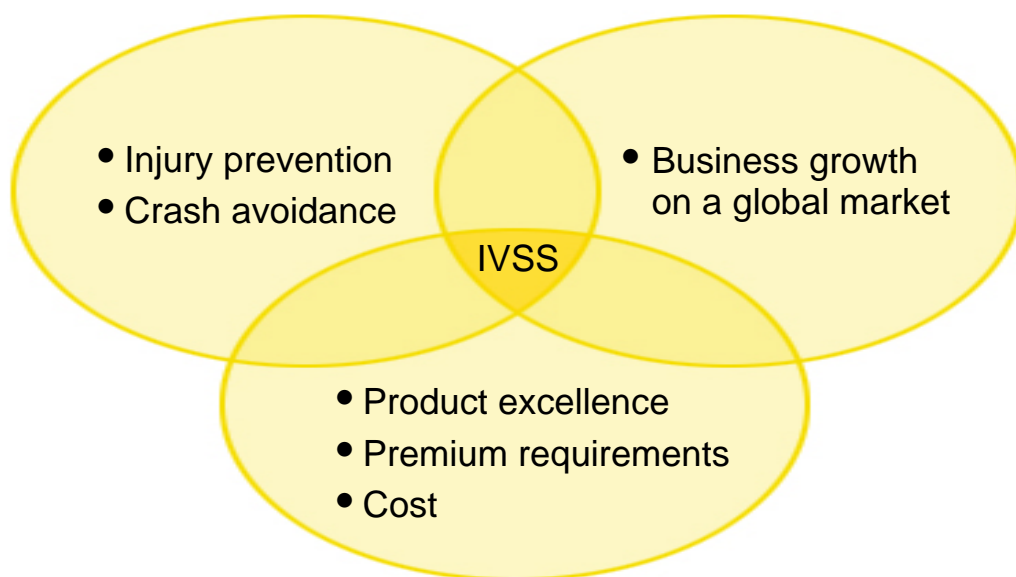 • Injury prevention
• Crash avoidance
• Business growth
on a global market
IVSS
• Product excellence
• Premium requirements
• Cost